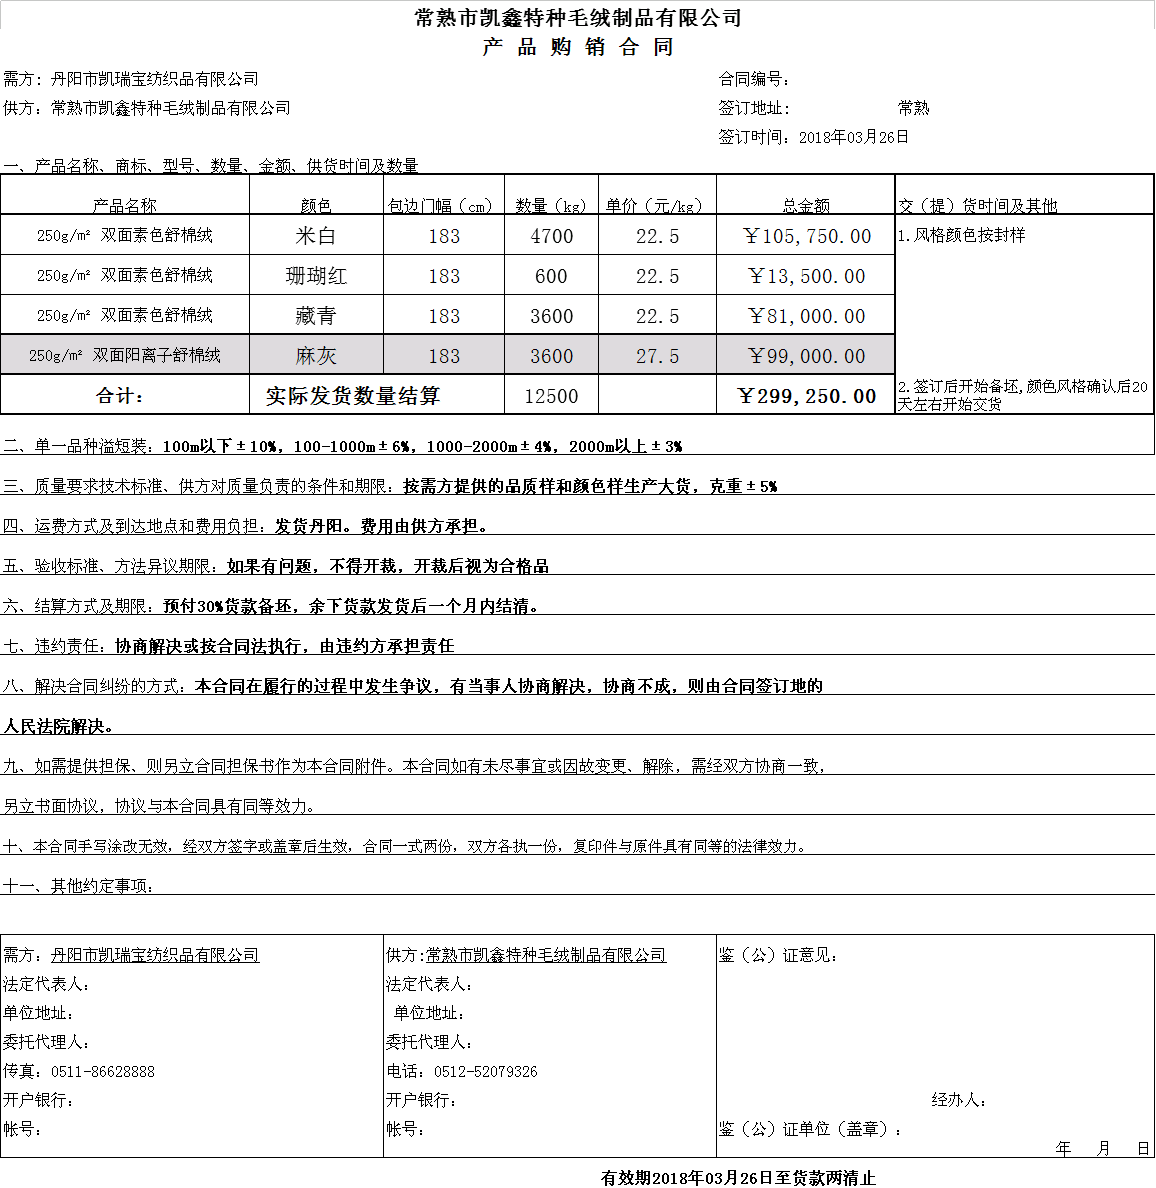 常熟市凯鑫特种毛绒制品有限公司
产 品 购 销 合 同
需方: 丹阳市凯瑞宝纺织品有限公司 合同编号:
供方: 常熟市凯鑫特种毛绒制品有限公司 签订地址: 常熟
签订时间: 2018年03月26日
一、产品名称、商标、型号、数量、金额、供货时间及数量
产品名称 颜色 包边门幅（cm） 数量（kg） 单价（元/kg） 总金额 交（提）货时间及其他
250g/m² 双面素色舒棉绒 米白 183 4700 22.5 ￥105,750.00 1.风格颜色按封样
250g/m² 双面素色舒棉绒 珊瑚红 183 600 22.5 ￥13,500.00
250g/m² 双面素色舒棉绒 藏青 183 3600 22.5 ￥81,000.00
250g/m² 双面阳离子舒棉绒 麻灰 183 3600 27.5 ￥99,000.00
合计: 实际发货数量结算 12500 ￥299,250.00 2.签订后开始备坯,颜色风格确认后20
天左右开始交货
二、单一品种溢短装: 100m以下±10%, 100-1000m±6%, 1000-2000m±4%, 2000m以上±3%
三、质量要求技术标准、供方对质量负责的条件和期限: 按需方提供的品质样和颜色样生产大货, 克重±5%
四、运费方式及到达地点和费用负担: 发货丹阳。费用由供方承担。
五、验收标准、方法异议期限: 如果有问题, 不得开裁, 开裁后视为合格品
六、结算方式及期限: 预付30%货款备坯, 余下货款发货后一个月内结清。
七、违约责任: 协商解决或按合同法执行, 由违约方承担责任
八、解决合同纠纷的方式: 本合同在履行的过程中发生争议, 有当事人协商解决, 协商不成, 则由合同签订地的
人民法院解决。
九、如需提供担保、则另立合同担保书作为本合同附件。本合同如有未尽事宜或因故变更、解除, 需经双方协商一致,
另立书面协议, 协议与本合同具有同等效力。
十、本合同手写涂改无效, 经双方签字或盖章后生效, 合同一式两份, 双方各执一份, 复印件与原件具有同等的法律效力。
十一、其他约定事项:
需方: 丹阳市凯瑞宝纺织品有限公司 供方:常熟市凯鑫特种毛绒制品有限公司 鉴（公）证意见:
法定代表人: 法定代表人:
单位地址: 单位地址:
委托代理人: 委托代理人:
传真: 0511-86628888 电话: 0512-52079326
开户银行: 开户银行: 经办人:
帐号: 帐号: 鉴（公）证单位（盖章）:
年 月 日
有效期2018年03月26日至货款两清止